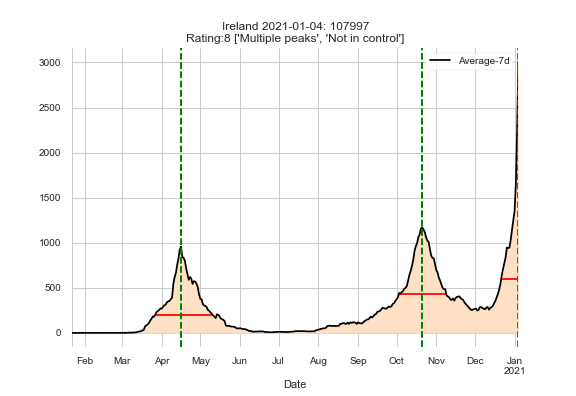 Ireland 2021-01-04: 107997
Rating:8 ['Multiple peaks', 'Not in control']
Average-7d
3000
2500
2000
1500
1000
500
0
Feb Mar Apr May Jun Jul Aug Sep Oct Nov Dec Jan
2021
Date